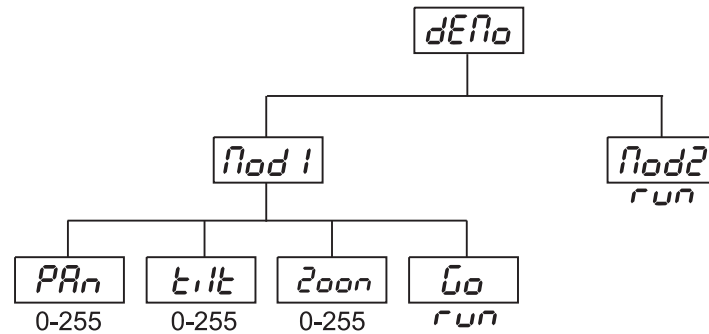 dEMo
Mod1 Mod2
run
PAn tilt Zoon Go
0-255 0-255 0-255 run